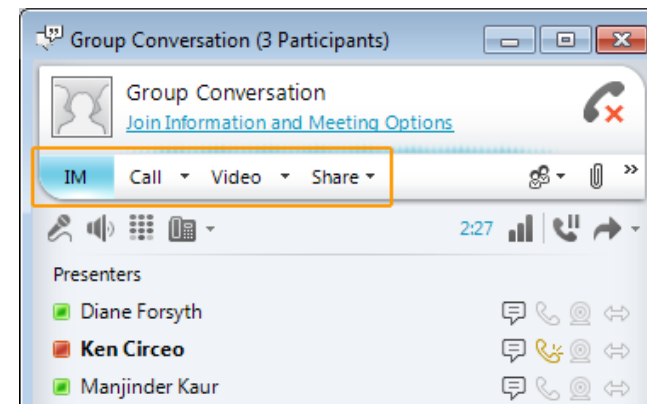 Group Conversation (3 Participants)
Group Conversation
Join Information and Meeting Options
IM Call Video Share
2:27
Presenters
Diane Forsyth
Ken Circeo
Manjinder Kaur